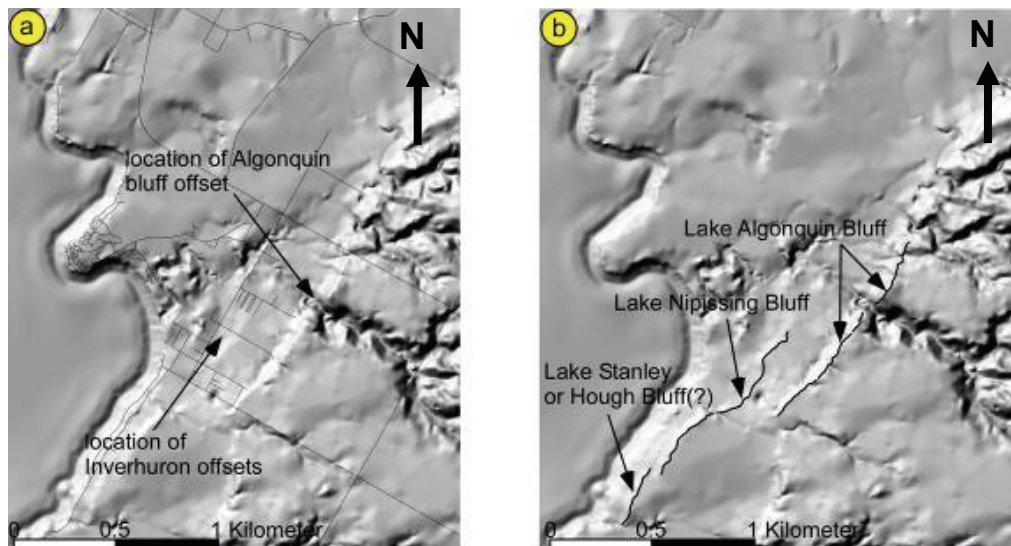 a
N
location of Algonquin
bluff offset
location of
Inverhuron offsets
0 0.5 1 Kilometer
b
N
Lake Algonquin Bluff
Lake Nipissing Bluff
Lake Stanley
or Hough Bluff(?)
0 0.5 1 Kilometer